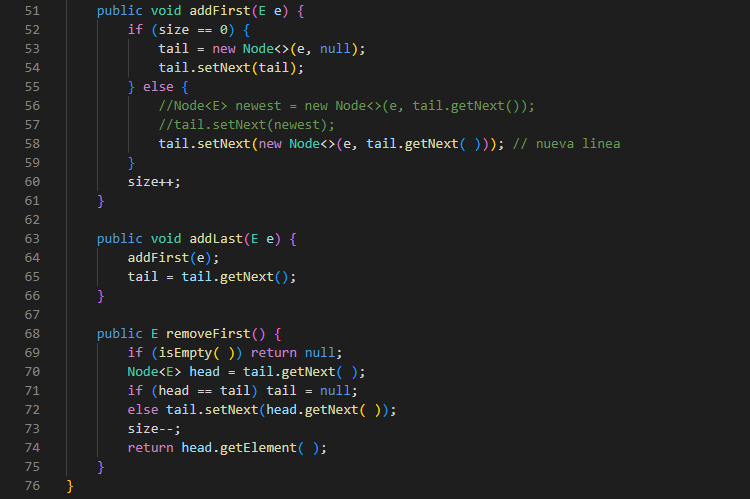 51 public void addFirst(E e) {
52 if (size == 0) {
53 tail = new Node<>(e, null);
54 tail.setNext(tail);
55 } else {
56 //Node<E> newest = new Node<>(e, tail.getNext());
57 //tail.setNext(newest);
58 tail.setNext(new Node<>(e, tail.getNext( ))); // nueva linea
59 }
60 size++;
61 }
62
63 public void addLast(E e) {
64 addFirst(e);
65 tail = tail.getNext();
66 }
67
68 public E removeFirst() {
69 if (isEmpty( )) return null;
70 Node<E> head = tail.getNext( );
71 if (head == tail) tail = null;
72 else tail.setNext(head.getNext( ));
73 size--;
74 return head.getElement( );
75 }
76 }